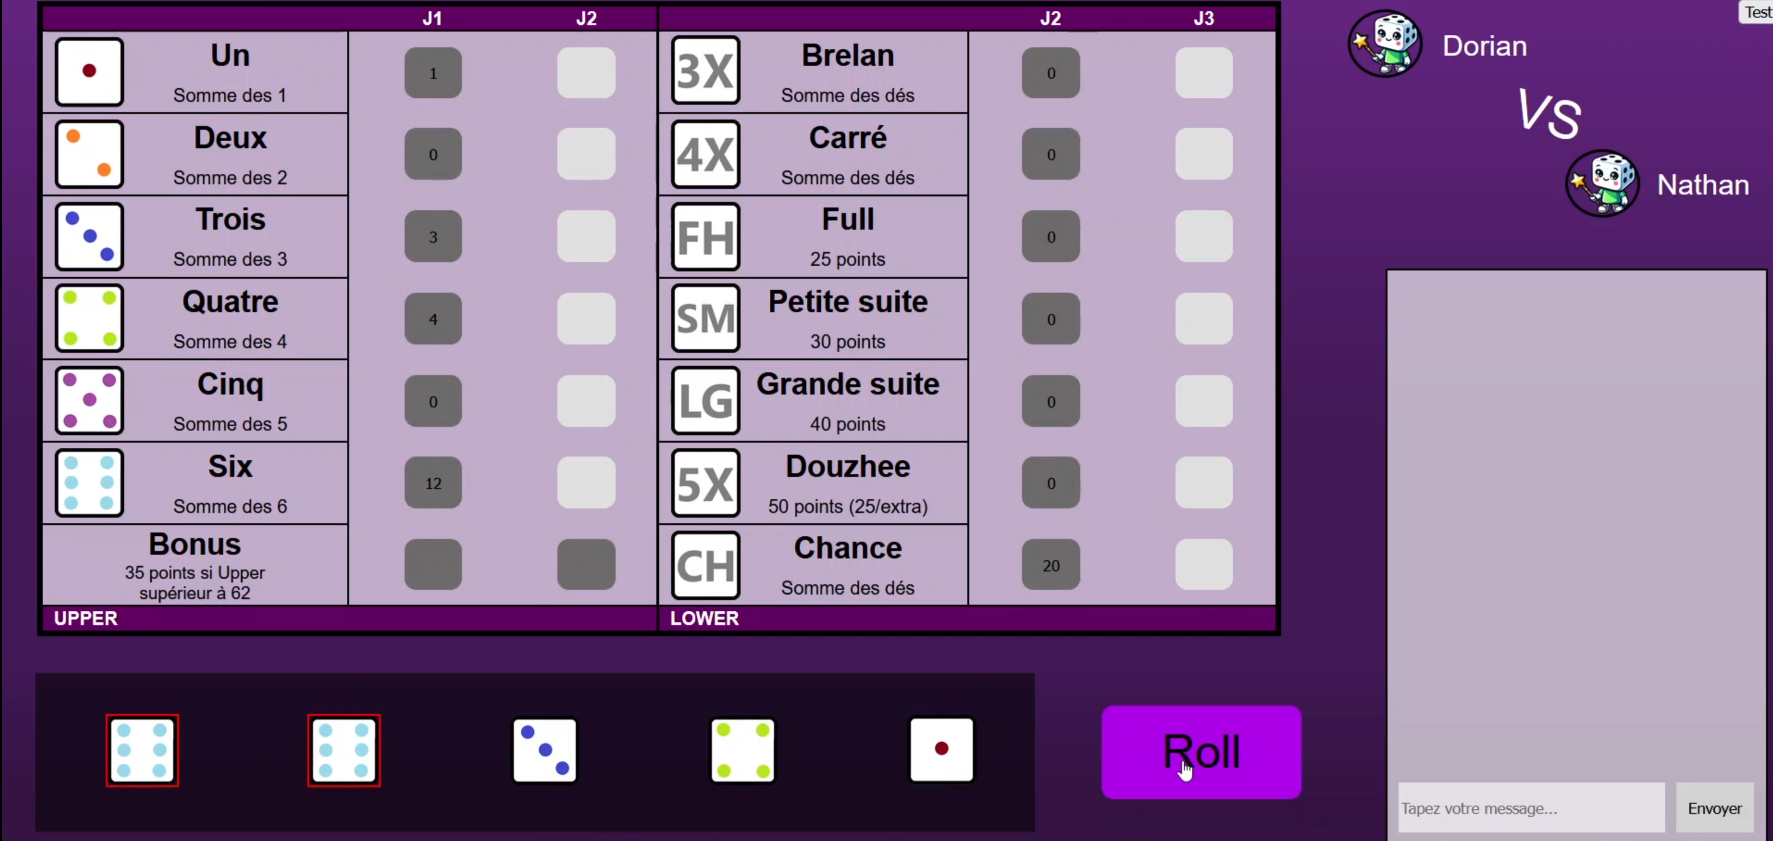 J1 J2 J2 J3
Un
Somme des 1
1
3X
Brelan
Somme des dés
0
Deux
Somme des 2
0
4X
Carré
Somme des dés
0
Trois
Somme des 3
3
FH
Full
25 points
0
Quatre
Somme des 4
4
SM
Petite suite
30 points
0
Cinq
Somme des 5
0
LG
Grande suite
40 points
0
Six
Somme des 6
12
5X
Douzhee
50 points (25/extra)
0
Bonus
35 points si Upper
supérieur à 62
CH
Chance
Somme des dés
20
UPPER LOWER
Roll
Test
Dorian
VS
Nathan
Tapez votre message...
Envoyer